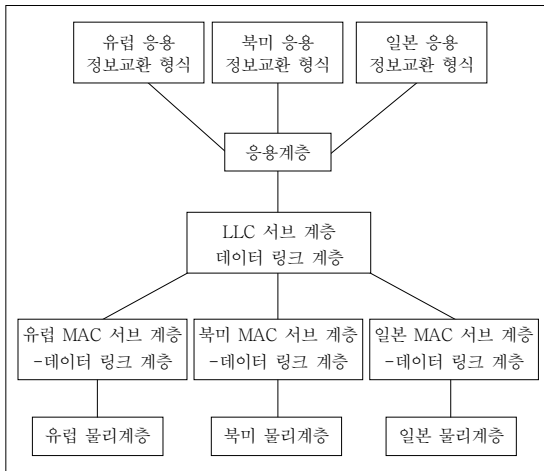 유럽 응용
정보교환 형식
북미 응용
정보교환 형식
일본 응용
정보교환 형식
응용계층
LLC 서브 계층
데이터 링크 계층
유럽 MAC 서브 계층
-데이터 링크 계층
북미 MAC 서브 계층
-데이터 링크 계층
일본 MAC 서브 계층
-데이터 링크 계층
유럽 물리계층
북미 물리계층
일본 물리계층